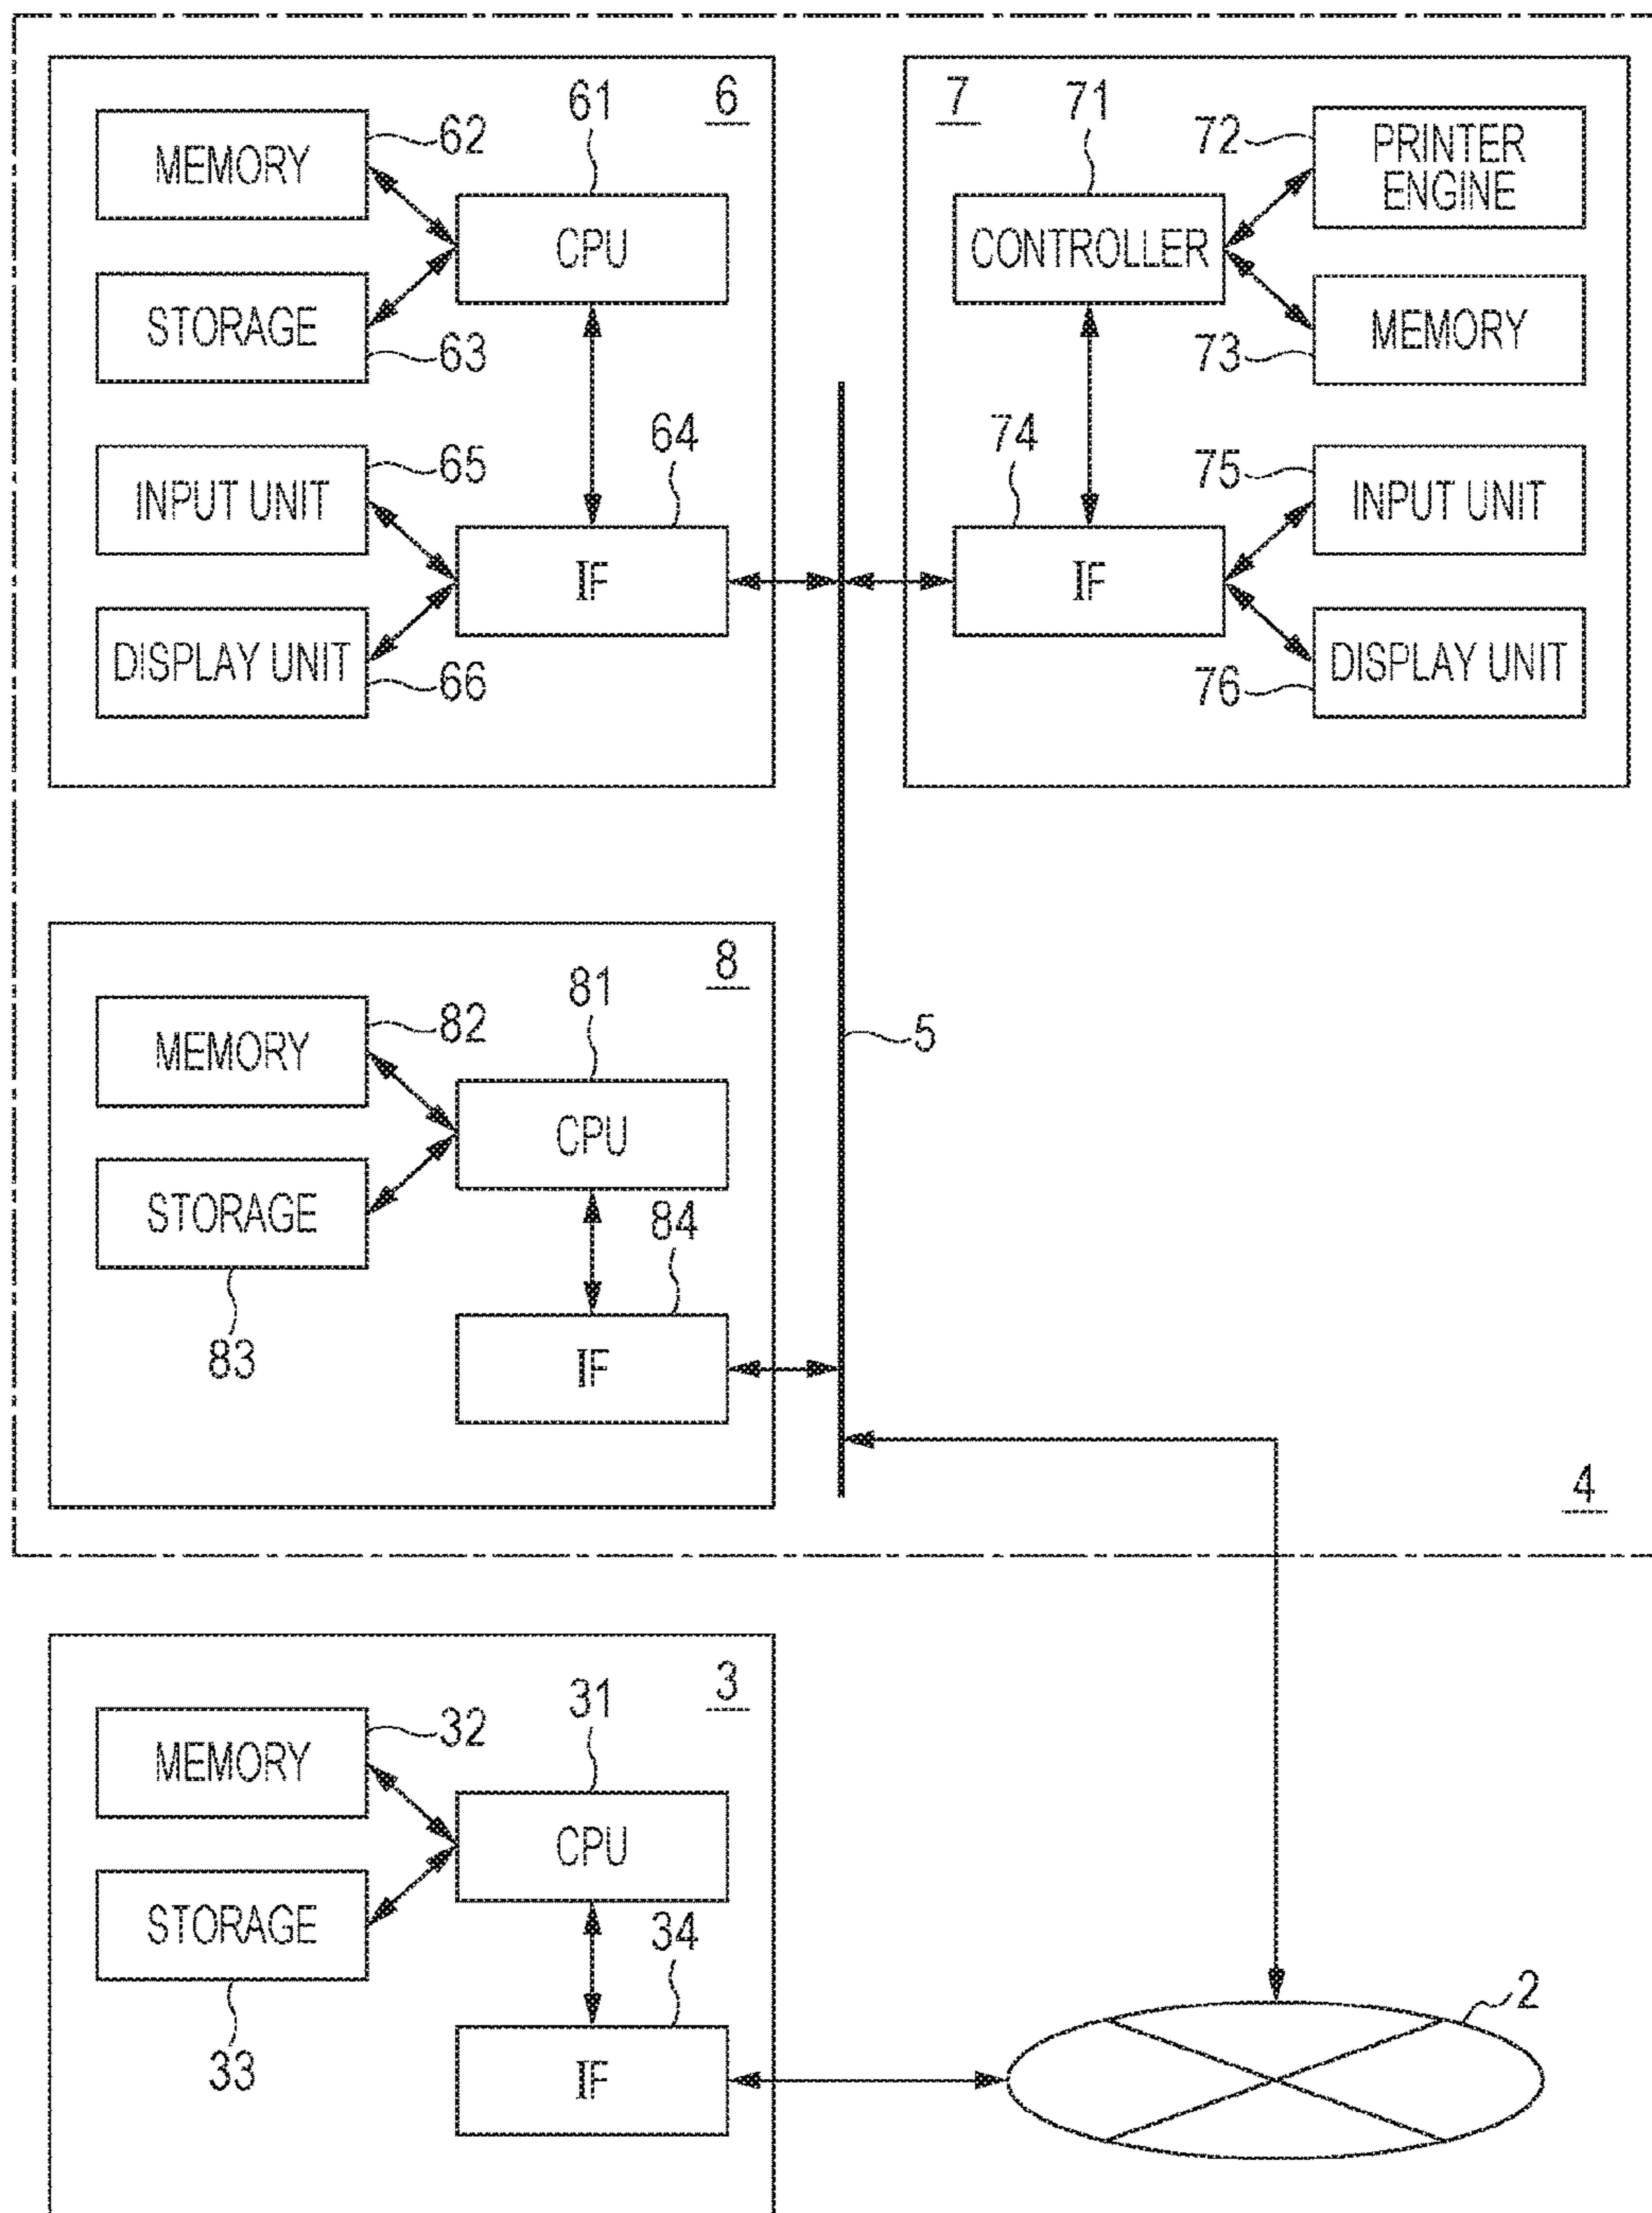 6
61
62
MEMORY
CPU
STORAGE
63
64
65
INPUT UNIT
IF
DISPLAY UNIT
66
7
71
72
PRINTER
ENGINE
CONTROLLER
MEMORY
73
74
75
INPUT UNIT
IF
DISPLAY UNIT
76
8
81
82
MEMORY
CPU
STORAGE
84
83
IF
5
4
3
31
32
MEMORY
CPU
STORAGE
34
33
IF
2